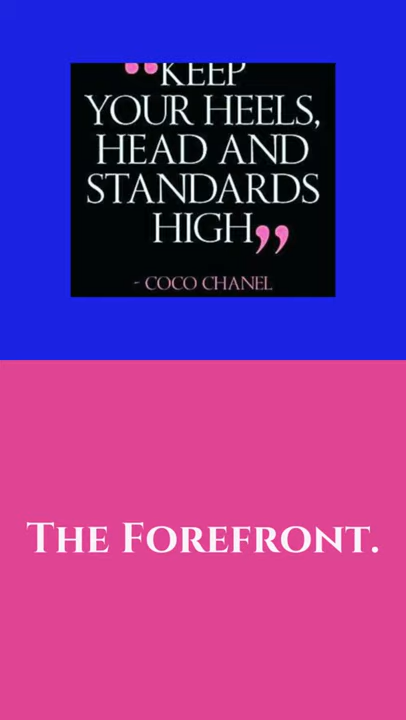 “KEEP
YOUR HEELS,
HEAD AND
STANDARDS
HIGH”
- COCO CHANEL
THE FOREFRONT.